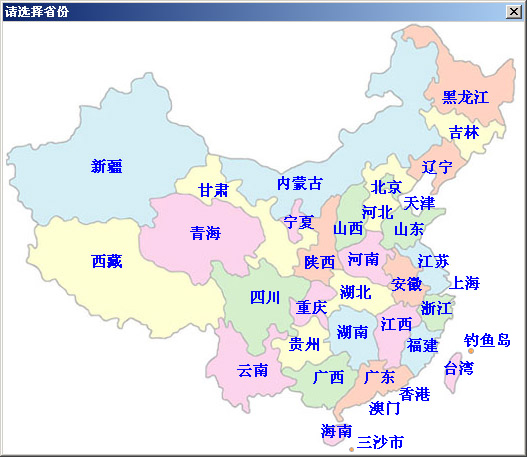 请选择省份
黑龙江
吉林
新疆
辽宁
甘肃
内蒙古
北京
天津
河北
宁夏
山西
山东
青海
西藏
陕西
河南
江苏
安徽
上海
四川
湖北
重庆
浙江
江西
湖南
贵州
福建
钓鱼岛
云南
广西
广东
台湾
香港
澳门
海南
三沙市